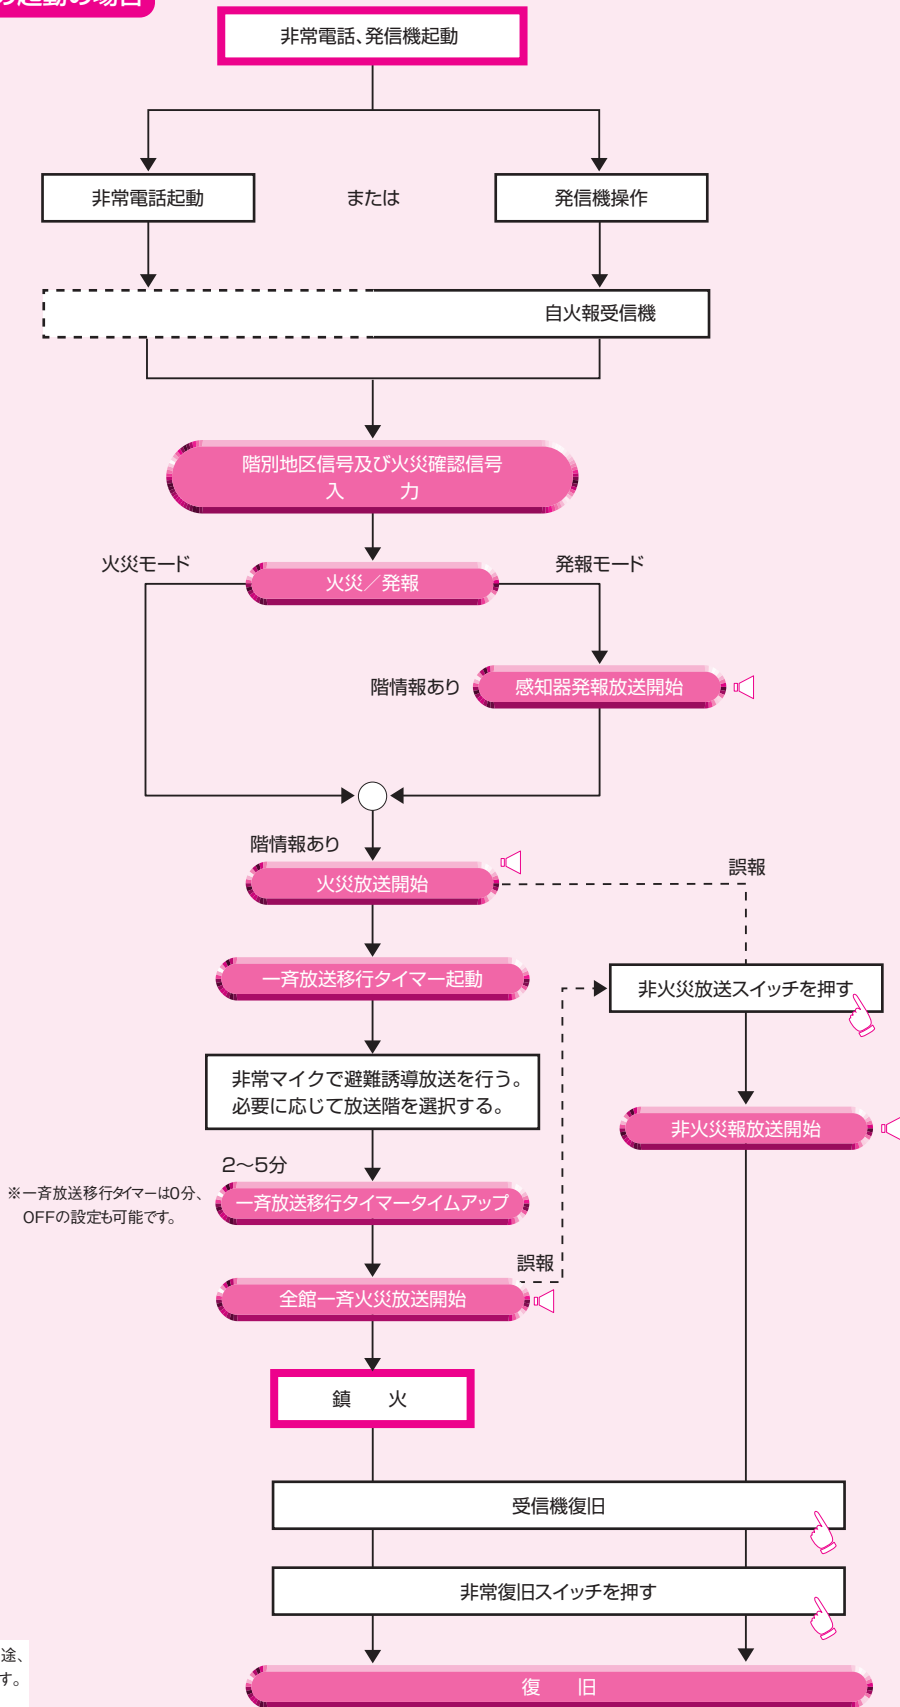 の起動の場合
非常電話、発信機起動
非常電話起動
または
発信機操作
自火報受信機
階別地区信号及び火災確認信号
入　力
火災モード
火災／発報
発報モード
階情報あり
感知器発報放送開始
階情報あり
火災放送開始
誤報
一斉放送移行タイマー起動
非火災放送スイッチを押す
非常マイクで避難誘導放送を行う。
必要に応じて放送階を選択する。
非火災報放送開始
2〜5分
※一斉放送移行タイマーは0分、
OFFの設定も可能です。
一斉放送移行タイマータイムアップ
誤報
全館一斉火災放送開始
鎮　火
受信機復旧
非常復旧スイッチを押す
途、
す。
復　旧